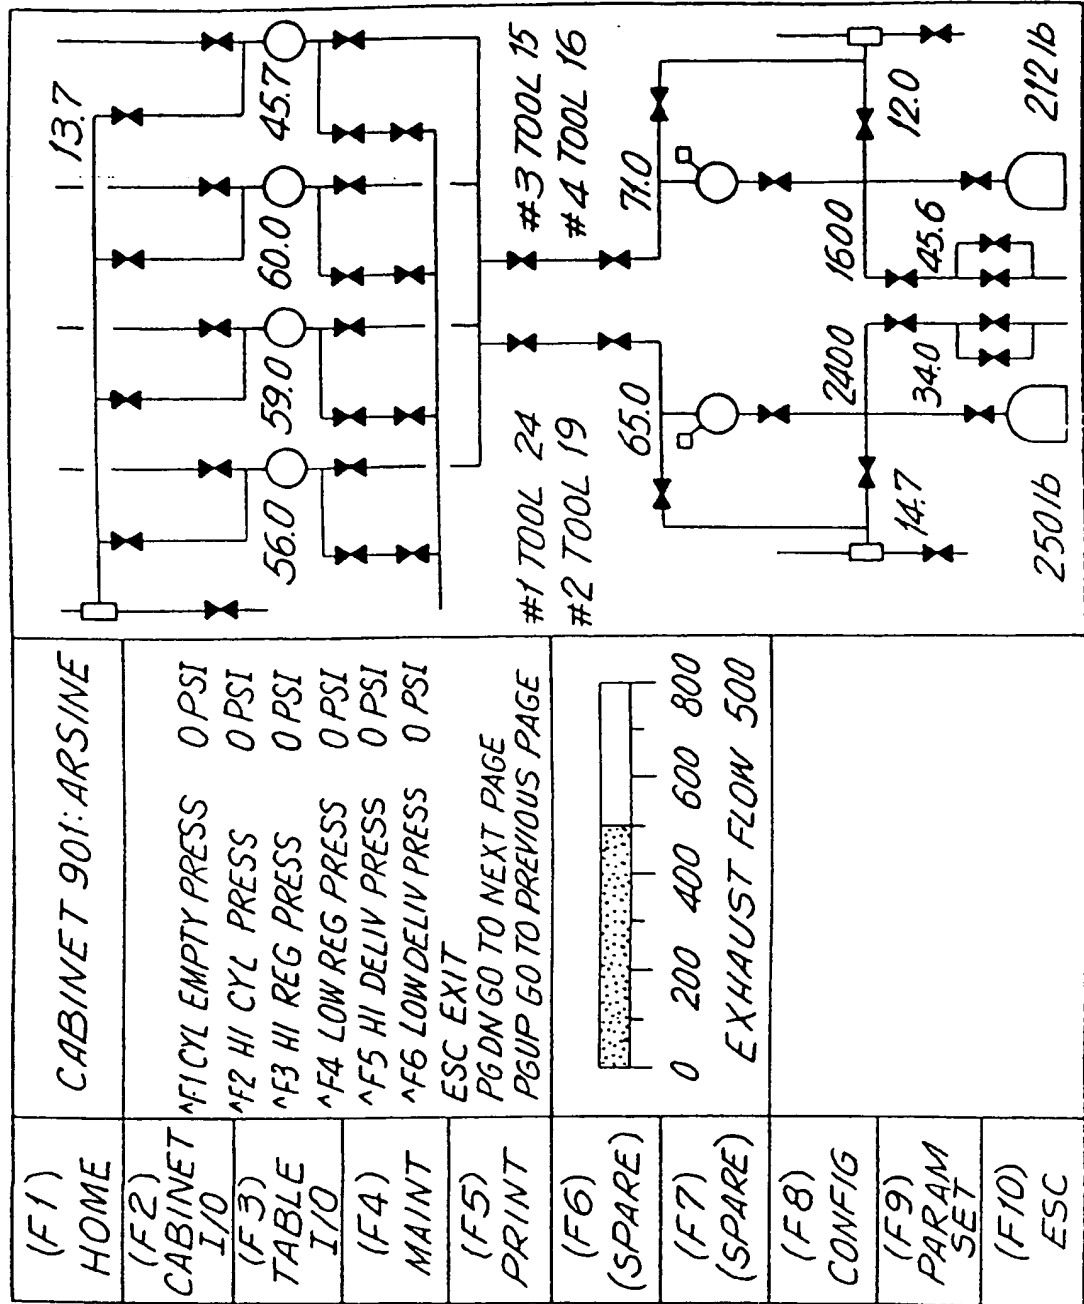 (F1)
HOME
(F2)
CABINET
I/O
(F3)
TABLE
I/O
(F4)
MAINT
(F5)
PRINT
(F6)
(SPARE)
(F7)
(SPARE)
(F8)
CONFIG
(F9)
PARAM
SET
(F10)
ESC
CABINET 901: ARSINE
^F1 CYL EMPTY PRESS 0 PSI
^F2 HI CYL PRESS 0 PSI
^F3 HI REG PRESS 0 PSI
^F4 LOW REG PRESS 0 PSI
^F5 HI DELIV PRESS 0 PSI
^F6 LOW DELIV PRESS 0 PSI
ESC EXIT
PGDN GO TO NEXT PAGE
PGUP GO TO PREVIOUS PAGE
0 200 400 600 800
EXHAUST FLOW 500
13.7
56.0 59.0 60.0 45.7
#1 TOOL 24 #3 TOOL 15
#2 TOOL 19 #4 TOOL 16
65.0 71.0
2400 1600
14.7 34.0 45.6 12.0
250 lb 212 lb